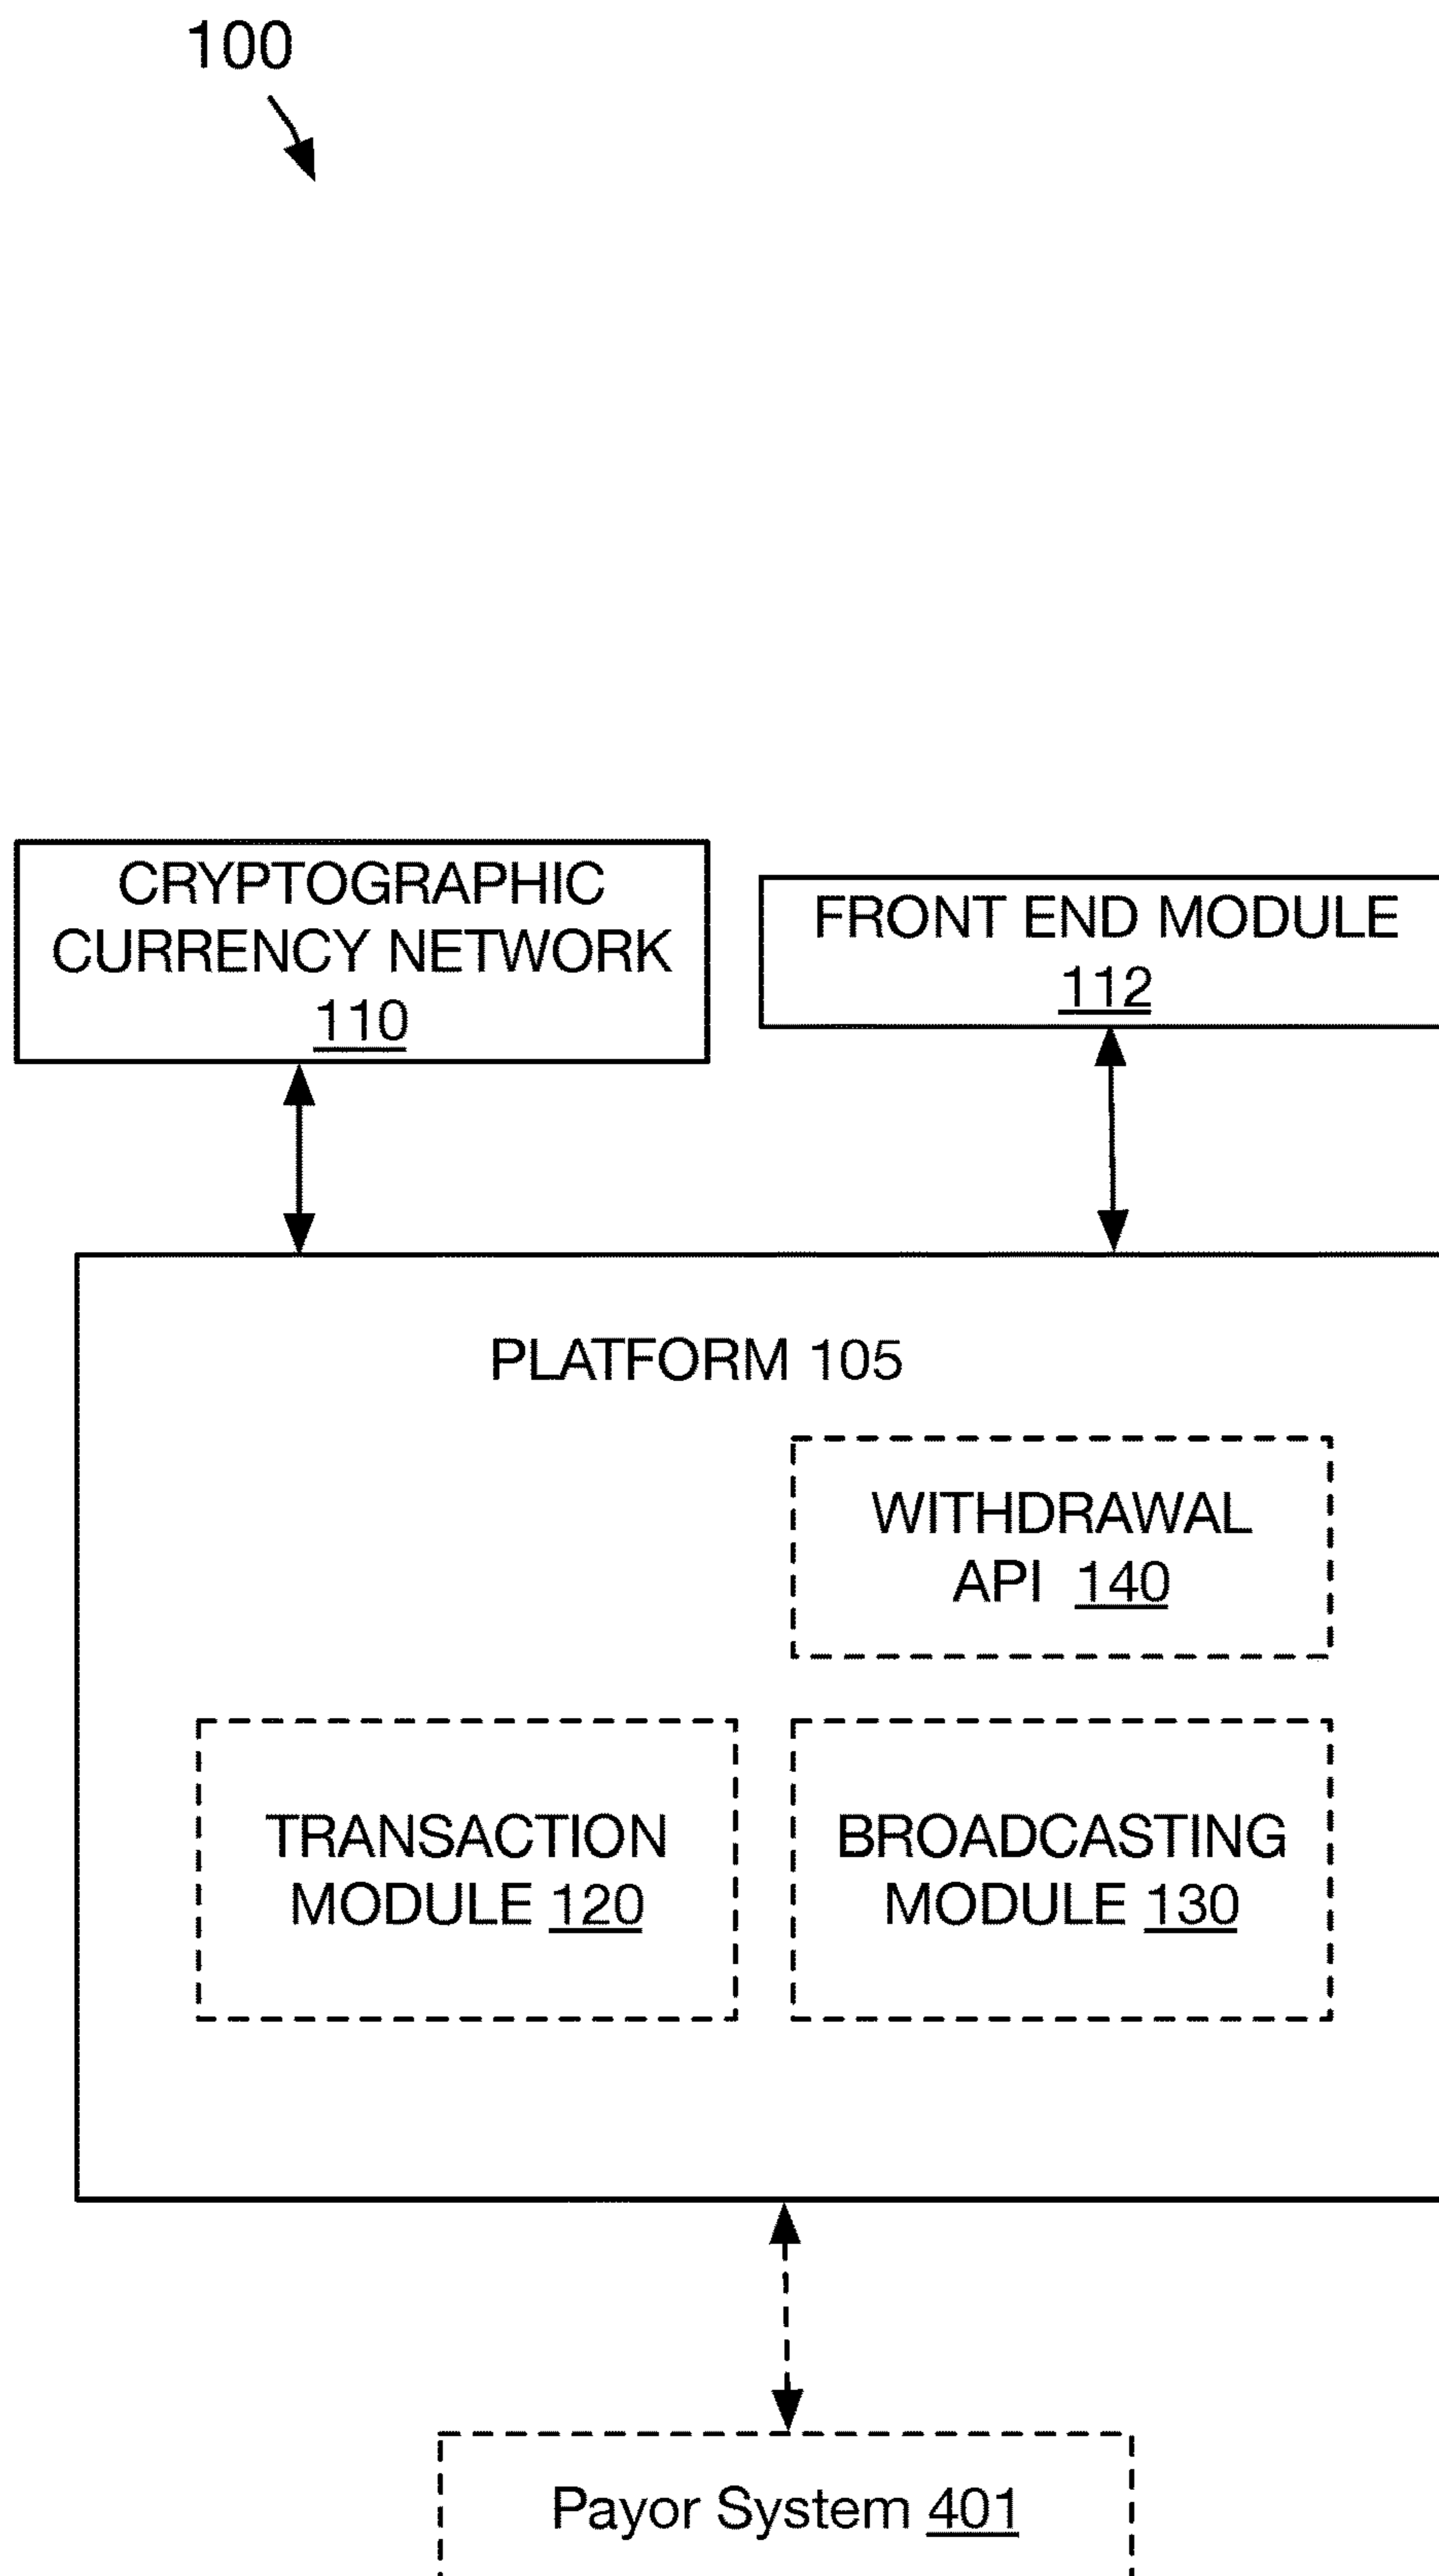 100
CRYPTOGRAPHIC
CURRENCY NETWORK
110
FRONT END MODULE
112
PLATFORM 105
WITHDRAWAL
API 140
TRANSACTION
MODULE 120
BROADCASTING
MODULE 130
Payor System 401